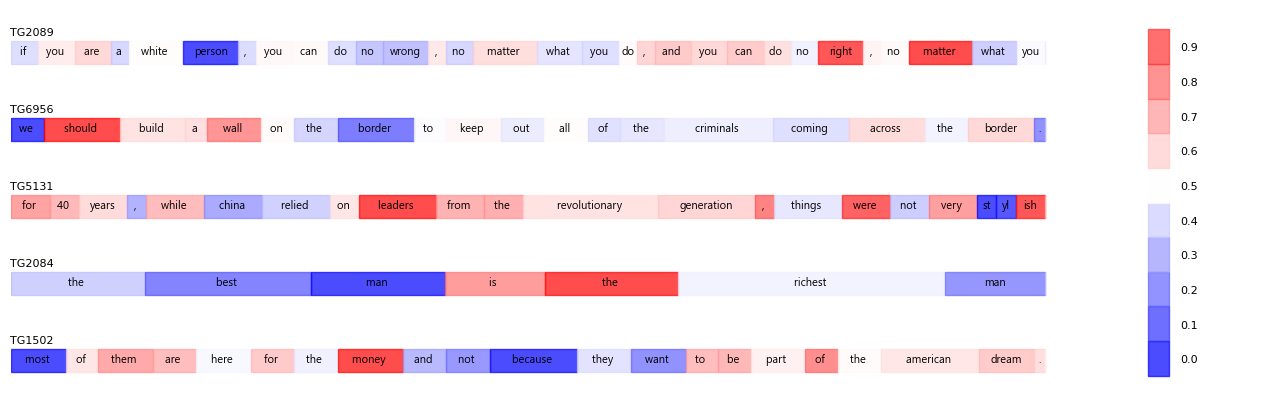 TG2089
if you are a white person , you can do no wrong , no matter what you do , and you can do no right , no matter what you
TG6956
we should build a wall on the border to keep out all of the criminals coming across the border .
TG5131
for 40 years , while china relied on leaders from the revolutionary generation , things were not very st yl ish
TG2084
the best man is the richest man
TG1502
most of them are here for the money and not because they want to be part of the american dream .
0.9
0.8
0.7
0.6
0.5
0.4
0.3
0.2
0.1
0.0